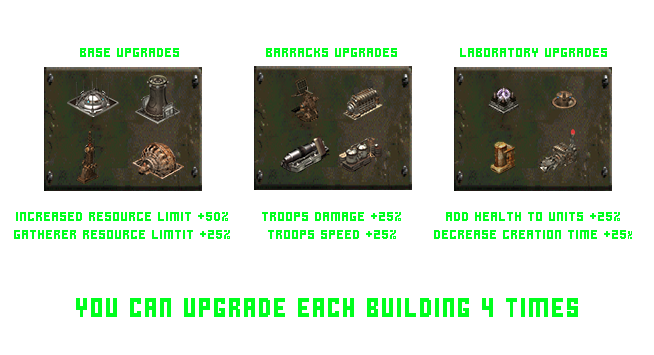 BASE UPGRADES
BARRACKS UPGRADES
LABORATORY UPGRADES
INCREASED RESOURCE LIMIT +50%
GATHERER RESOURCE LIMTIT +25%
TROOPS DAMAGE +25%
TROOPS SPEED +25%
ADD HEALTH TO UNITS +25%
DECREASE CREATION TIME +25%
YOU CAN UPGRADE EACH BUILDING 4 TIMES